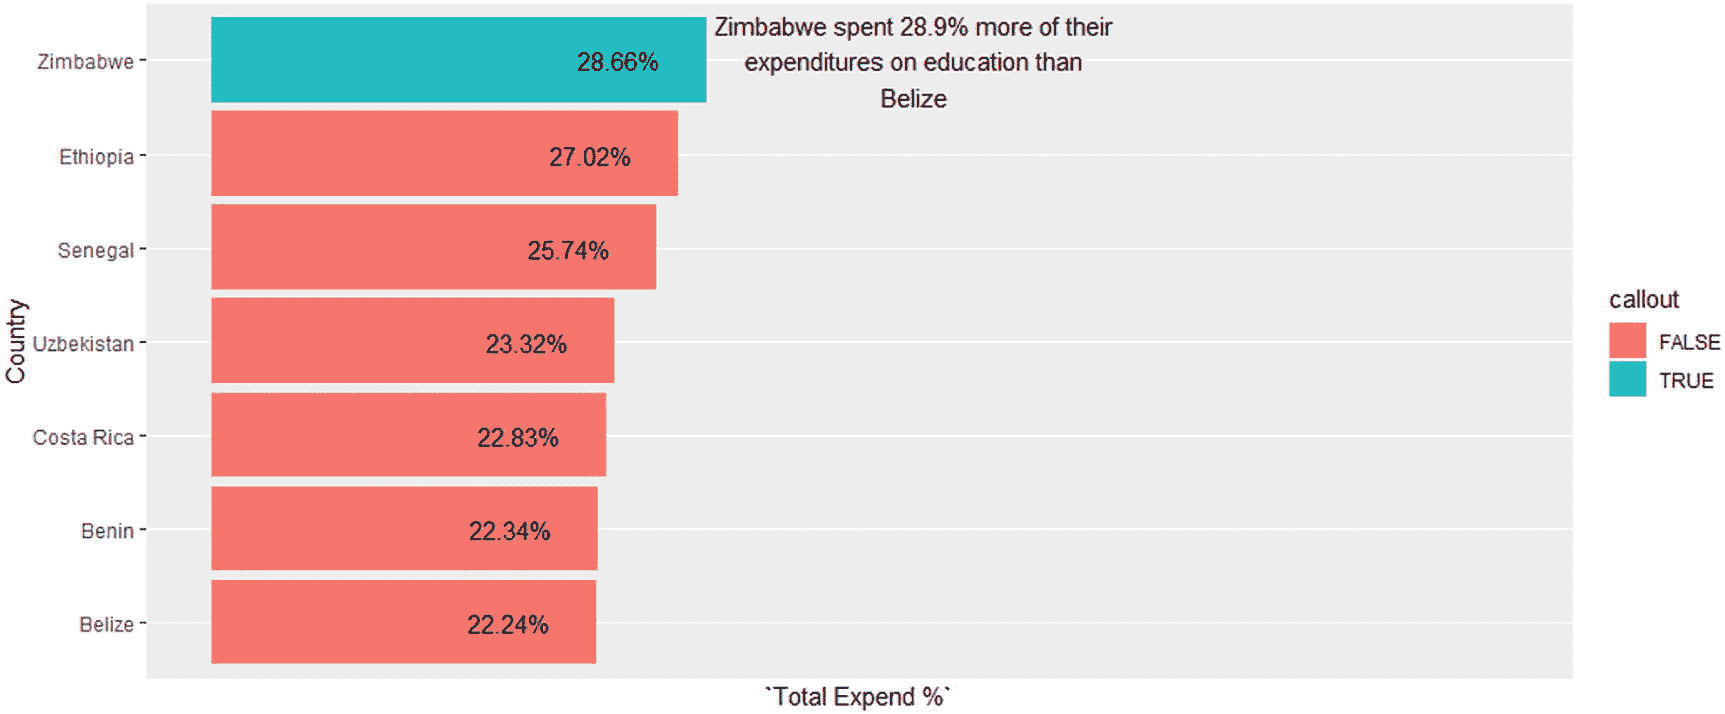 Zimbabwe spent 28.9% more of their
expenditures on education than
Belize
Zimbabwe
28.66%
Ethiopia
27.02%
Senegal
25.74%
Uzbekistan
23.32%
Costa Rica
22.83%
Benin
22.34%
Belize
22.24%
Country
`Total Expend %`
callout
FALSE
TRUE